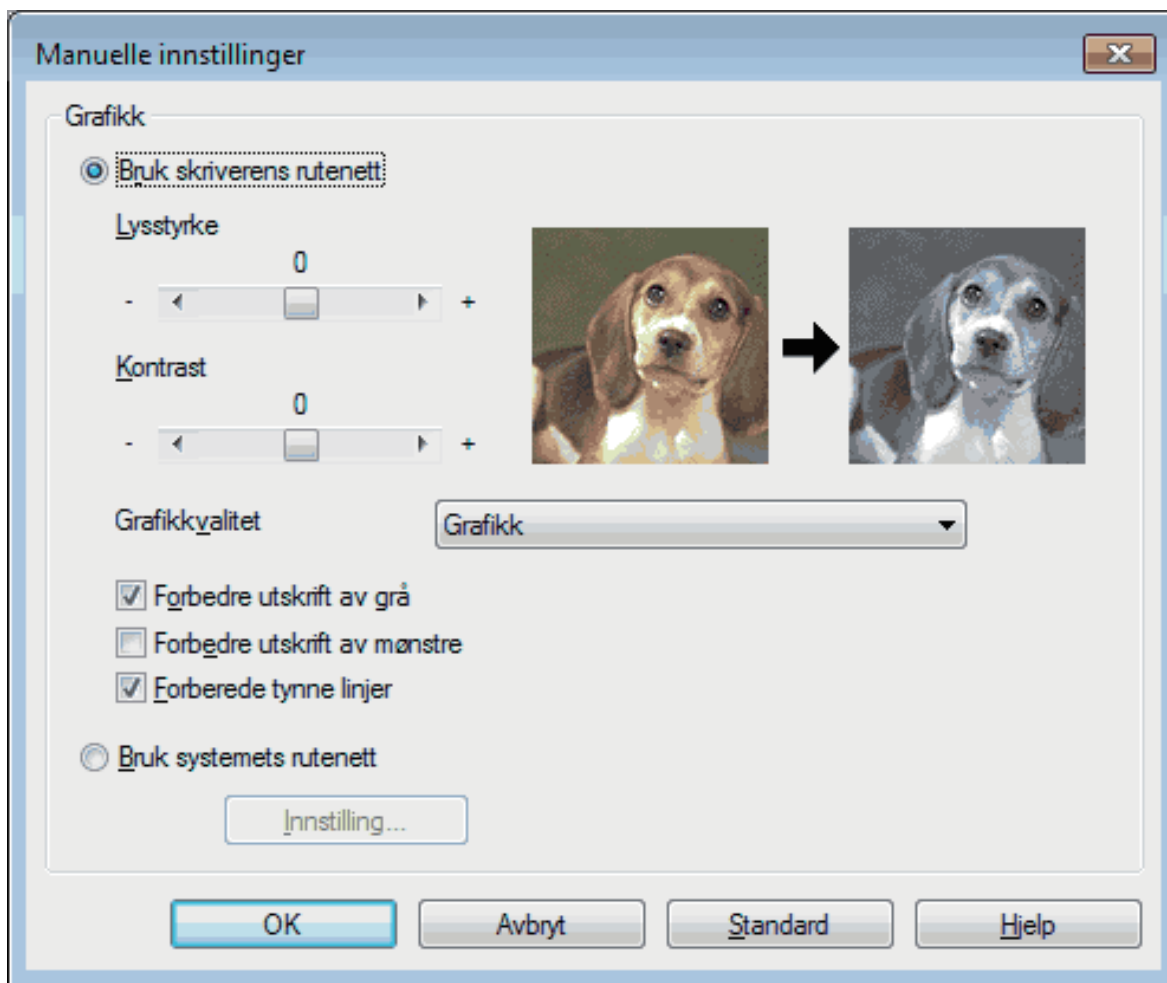 Manuelle innstillinger
Grafikk
Bruk skriverens rutenett
Lysstyrke
0
- +
Kontrast
0
- +
Grafikkvalitet Grafikk
Forbedre utskrift av grå
Forbedre utskrift av mønstre
Forberede tynne linjer
Bruk systemets rutenett
Innstilling...
OK Avbryt Standard Hjelp